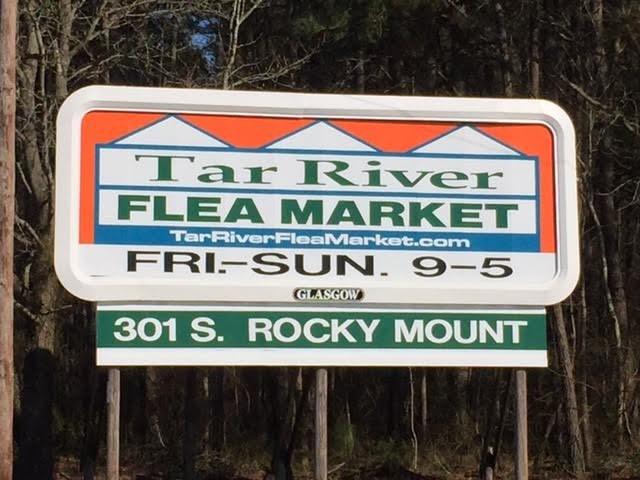 Tar River
FLEA MARKET
TarRiverFleaMarket.com
FRI.-SUN. 9-5
GLASGOW
301 S. ROCKY MOUNT